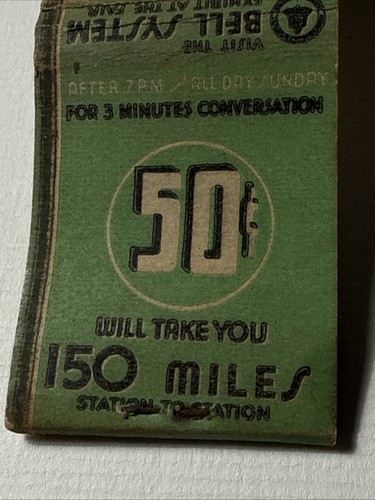 VISIT THE
BELL SYSTEM
EXHIBIT AT THE FAIR
AFTER 7 P.M. AND ALL DAY SUNDAY
FOR 3 MINUTES CONVERSATION
50¢
WILL TAKE YOU
150 MILES
STATION TO STATION